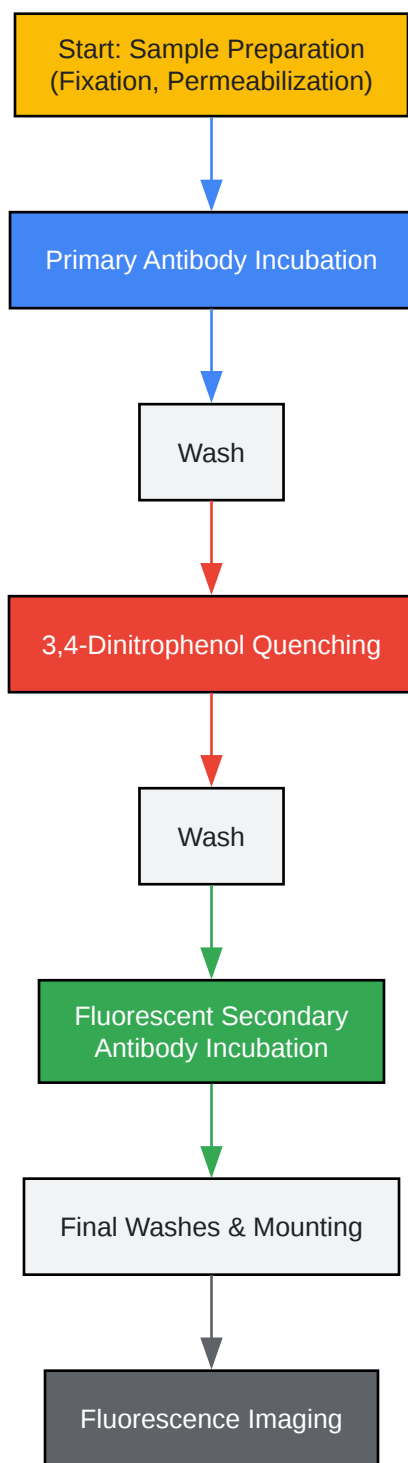 Start: Sample Preparation
(Fixation, Permeabilization)
Primary Antibody Incubation
Wash
3,4-Dinitrophenol Quenching
Wash
Fluorescent Secondary
Antibody Incubation
Final Washes & Mounting
Fluorescence Imaging